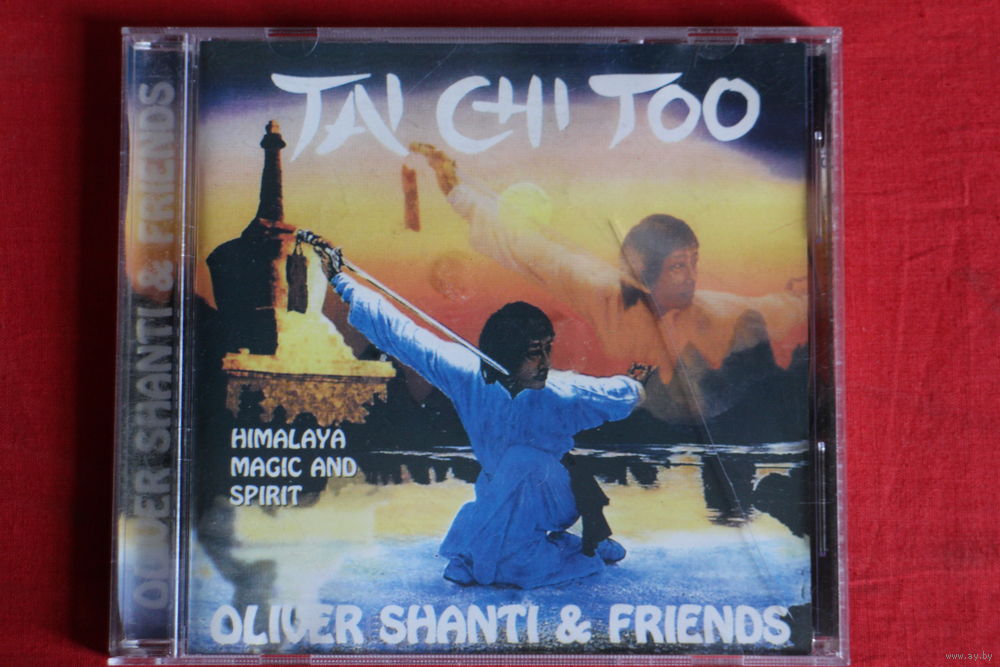 TAI CHI TOO
HIMALAYA
MAGIC AND
SPIRIT
OLIVER SHANTI & FRIENDS
OLIVER SHANTI & FRIENDS
www.ay.by